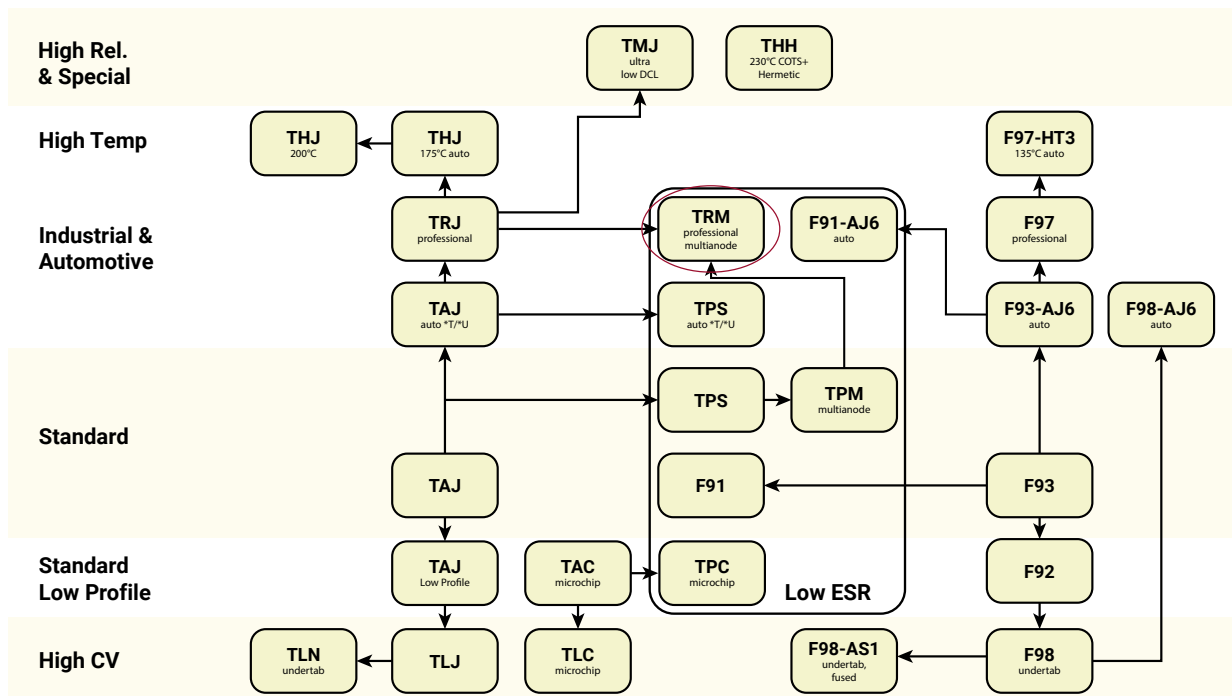 High Rel.
& Special
TMJ
ultra
low DCL
THH
230°C COTS+
Hermetic
High Temp
THJ
200°C
THJ
175°C auto
F97-HT3
135°C auto
Industrial &
Automotive
TRJ
professional
TRM
professional
multianode
F91-AJ6
auto
F97
professional
TAJ
auto *T/*U
TPS
auto *T/*U
F93-AJ6
auto
F98-AJ6
auto
Standard
TPS
TPM
multianode
TAJ
F91
F93
Standard
Low Profile
TAJ
Low Profile
TAC
microchip
TPC
microchip
Low ESR
F92
High CV
TLN
undertab
TLJ
TLC
microchip
F98-AS1
undertab,
fused
F98
undertab